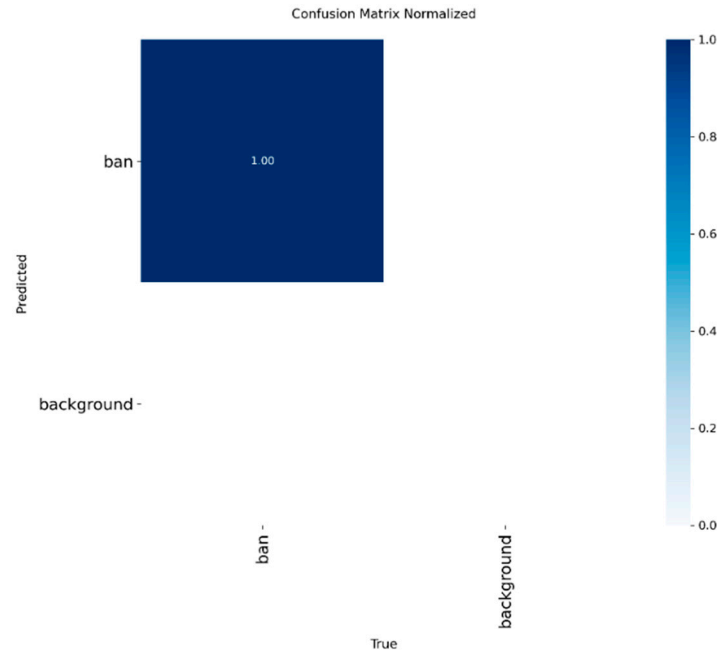 Confusion Matrix Normalized
1.0
ban
1.00
0.8
Predicted
0.6
0.4
background
0.2
0.0
ban
background
True